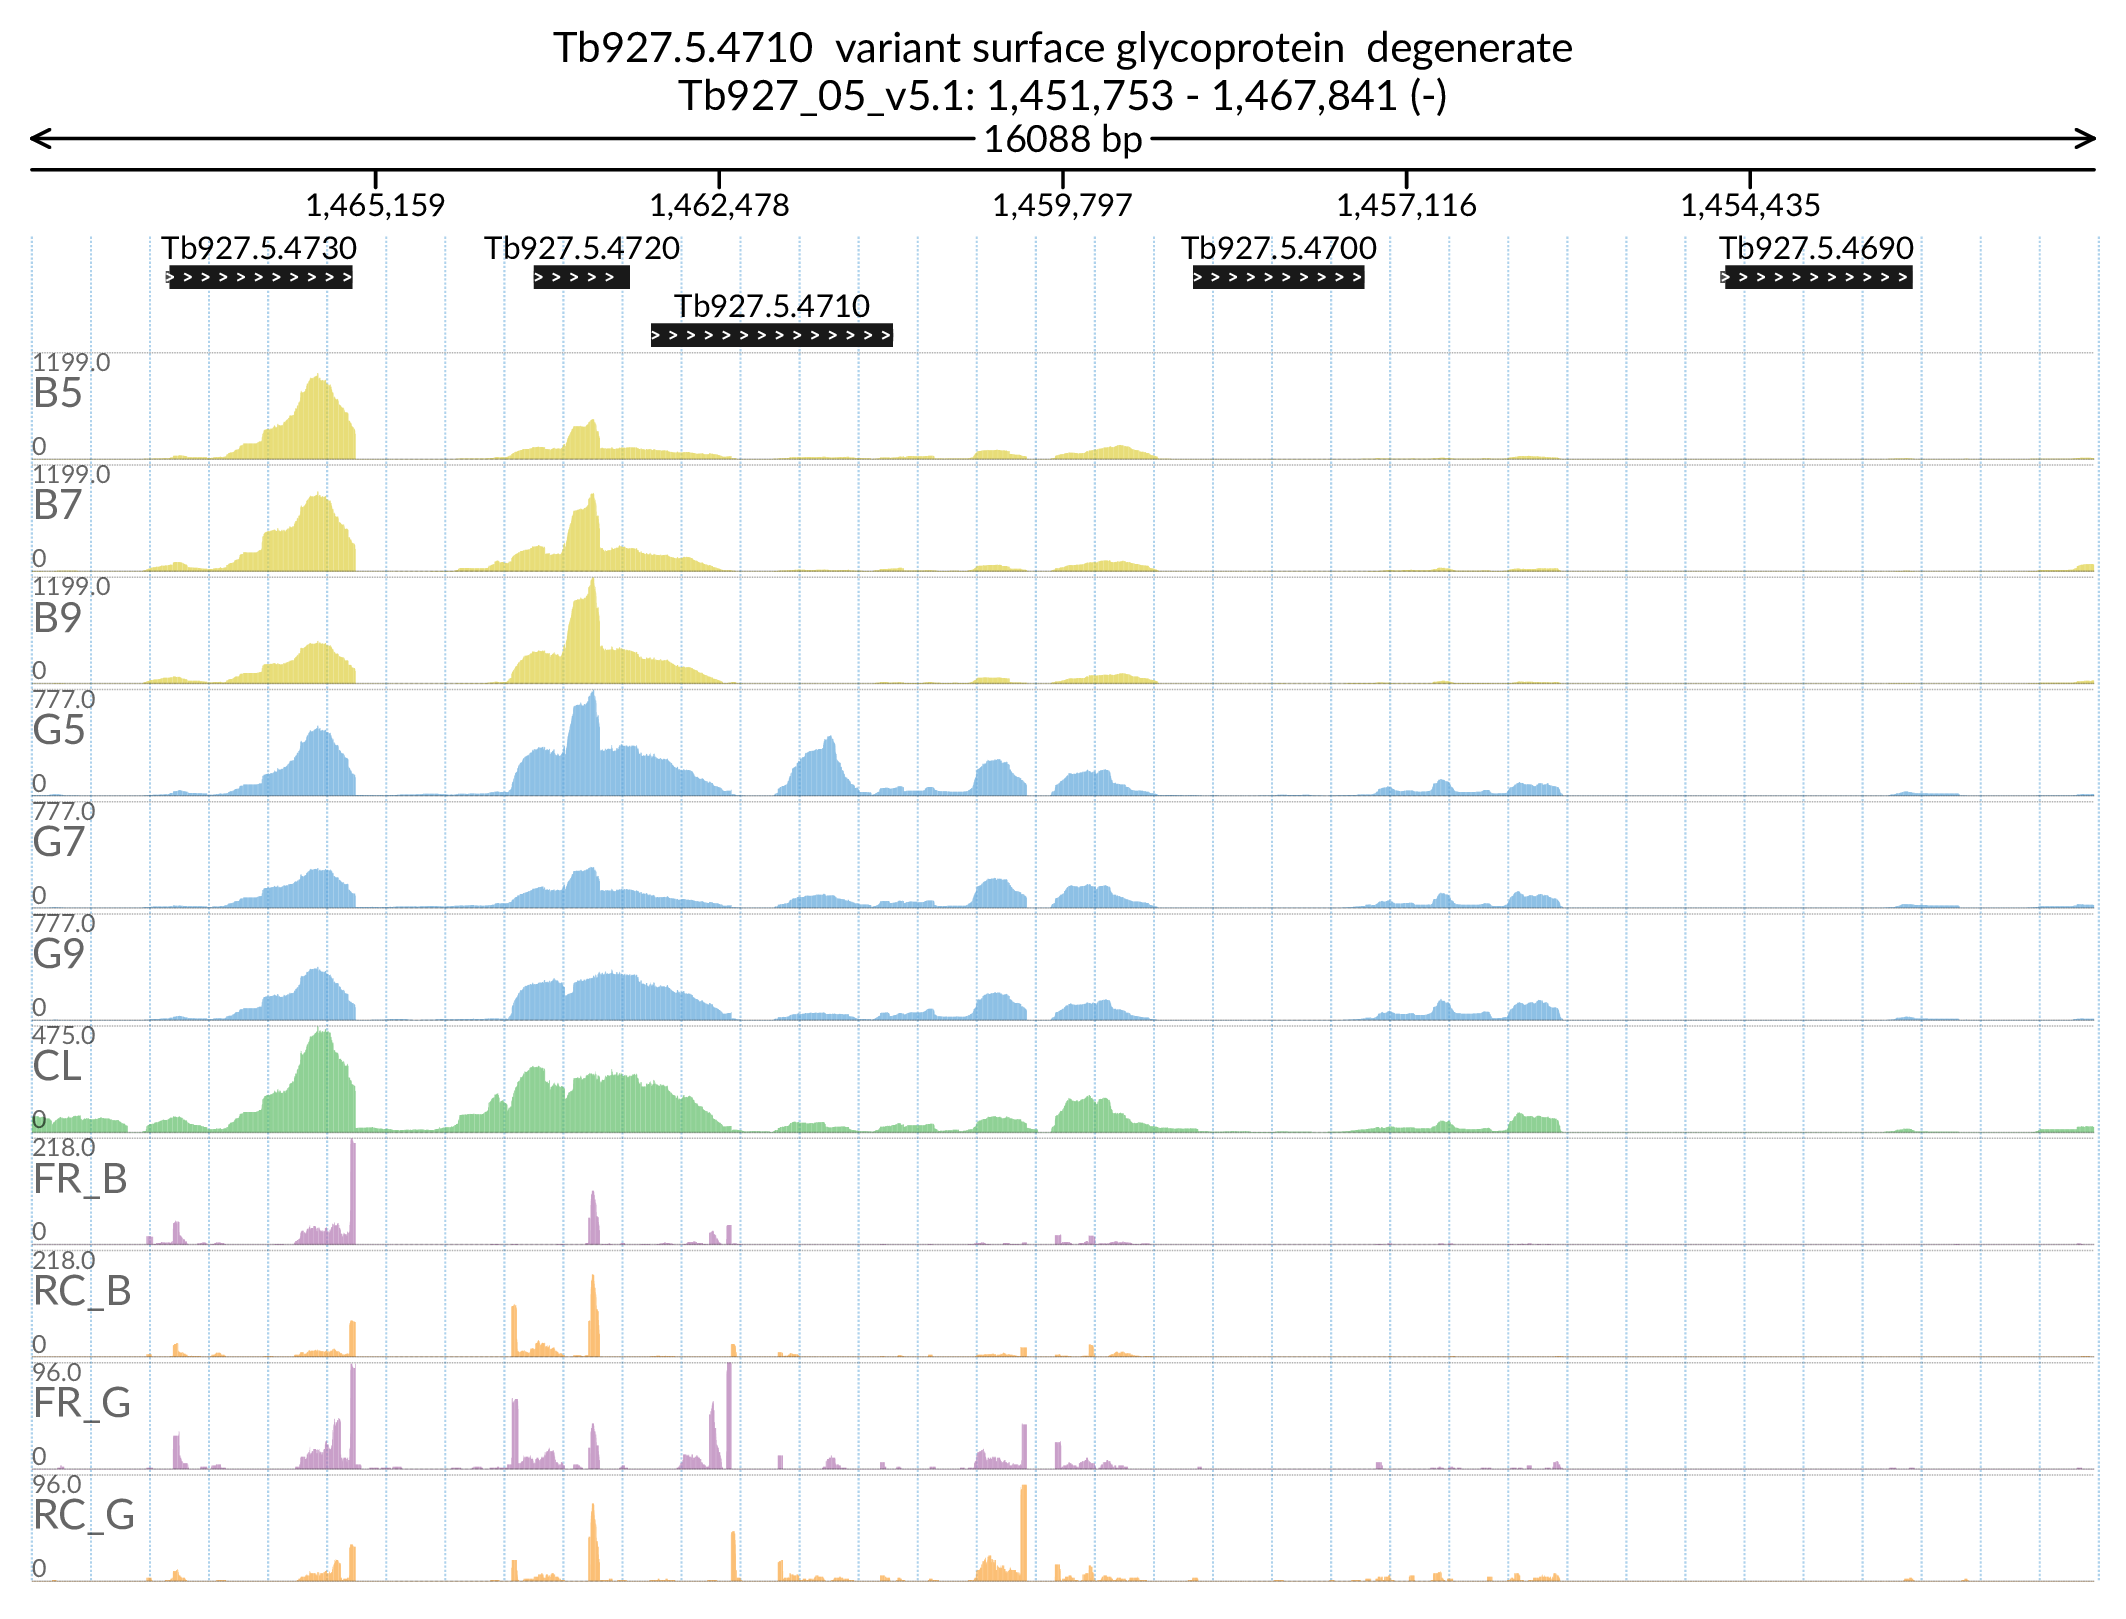 Tb927.5.4710 variant surface glycoprotein degenerate
Tb927_05_v5.1: 1,451,753 - 1,467,841 (-)
16088 bp
1,465,159 1,462,478 1,459,797 1,457,116 1,454,435
Tb927.5.4730 Tb927.5.4720 Tb927.5.4700 Tb927.5.4690
Tb927.5.4710
1199.0
B5
0
1199.0
B7
0
1199.0
B9
0
777.0
G5
0
777.0
G7
0
777.0
G9
0
475.0
CL
0
218.0
FR_B
0
218.0
RC_B
0
96.0
FR_G
0
96.0
RC_G
0